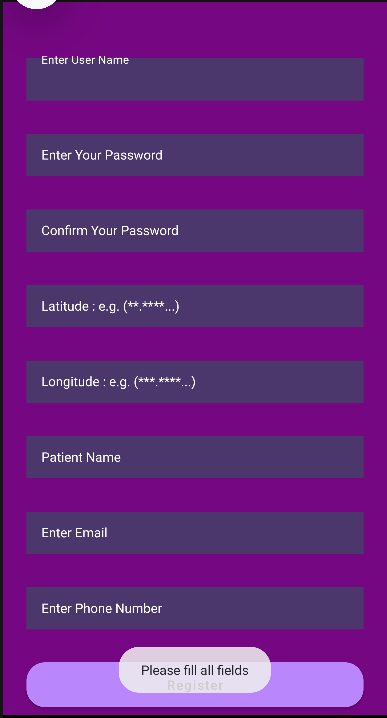 Enter User Name
Enter Your Password
Confirm Your Password
Latitude : e.g. (**.****...)
Longitude : e.g. (***.****...)
Patient Name
Enter Email
Enter Phone Number
Please fill all fields
Register